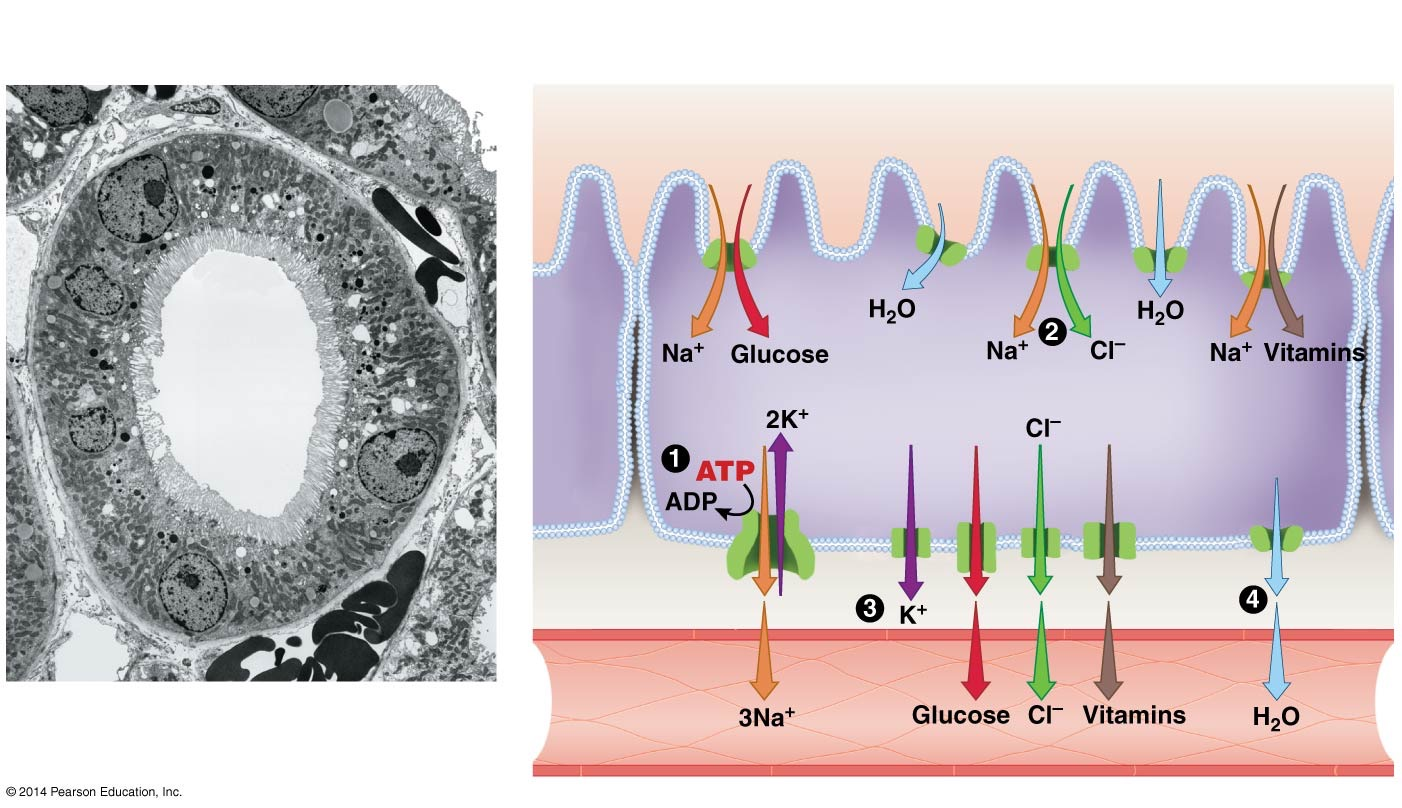 H₂O
H₂O
Na⁺ 2 Cl⁻
Na⁺ Glucose
Na⁺ Vitamins
2K⁺
Cl⁻
1 ATP
ADP
3 K⁺
4
3Na⁺
Glucose Cl⁻ Vitamins
H₂O
© 2014 Pearson Education, Inc.